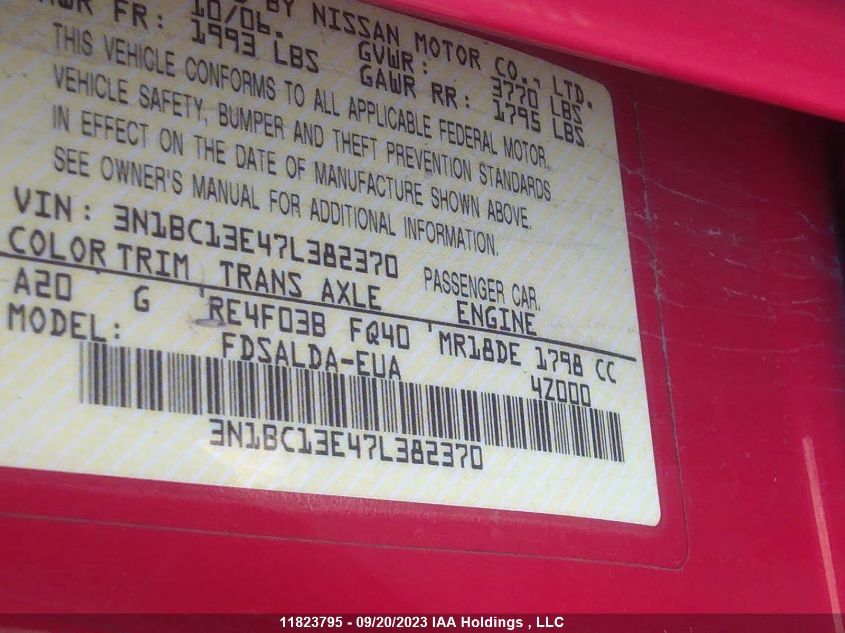 BY NISSAN MOTOR CO., LTD.
10/06. GVWR: 3770 LBS
FR: 1993 LBS GAWR RR: 1795 LBS
THIS VEHICLE CONFORMS TO ALL APPLICABLE FEDERAL MOTOR
VEHICLE SAFETY, BUMPER AND THEFT PREVENTION STANDARDS
IN EFFECT ON THE DATE OF MANUFACTURE SHOWN ABOVE.
SEE OWNER'S MANUAL FOR ADDITIONAL INFORMATION.
VIN: 3N1BC13E47L382370 PASSENGER CAR.
COLOR TRIM TRANS AXLE ENGINE
A20 G RE4F03B FQ40 MR18DE 1798 CC
MODEL: FDSALDA-EUA 4Z000
3N1BC13E47L382370
11823795 - 09/20/2023 IAA Holdings , LLC